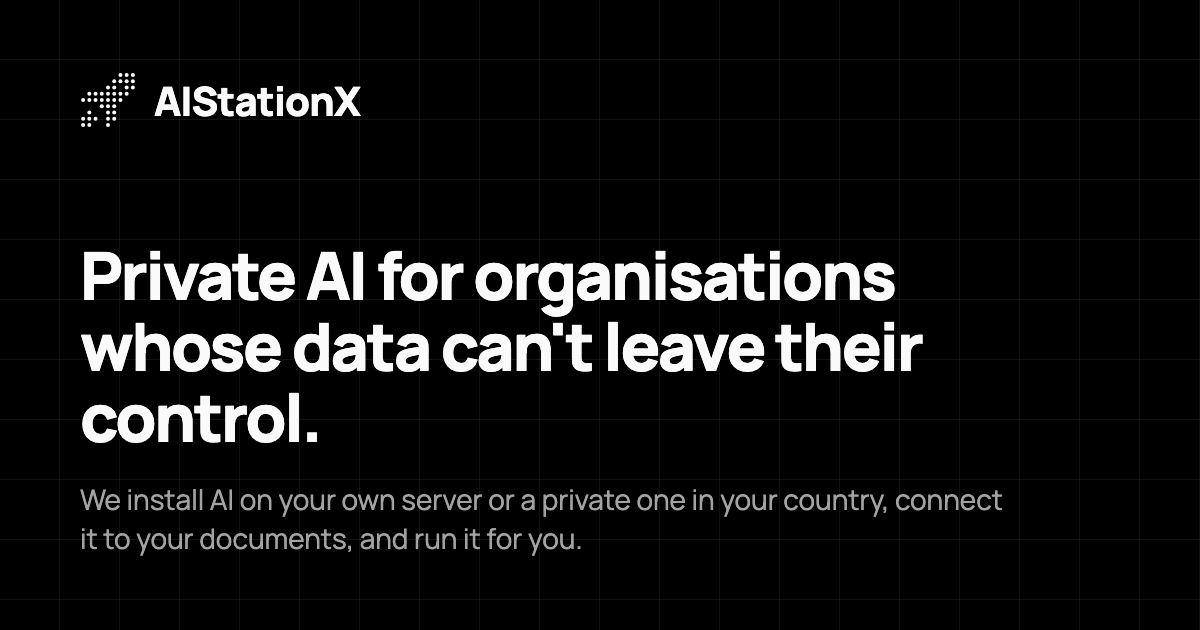 AIStationX
Private AI for organisations
whose data can't leave their
control.
We install AI on your own server or a private one in your country, connect
it to your documents, and run it for you.